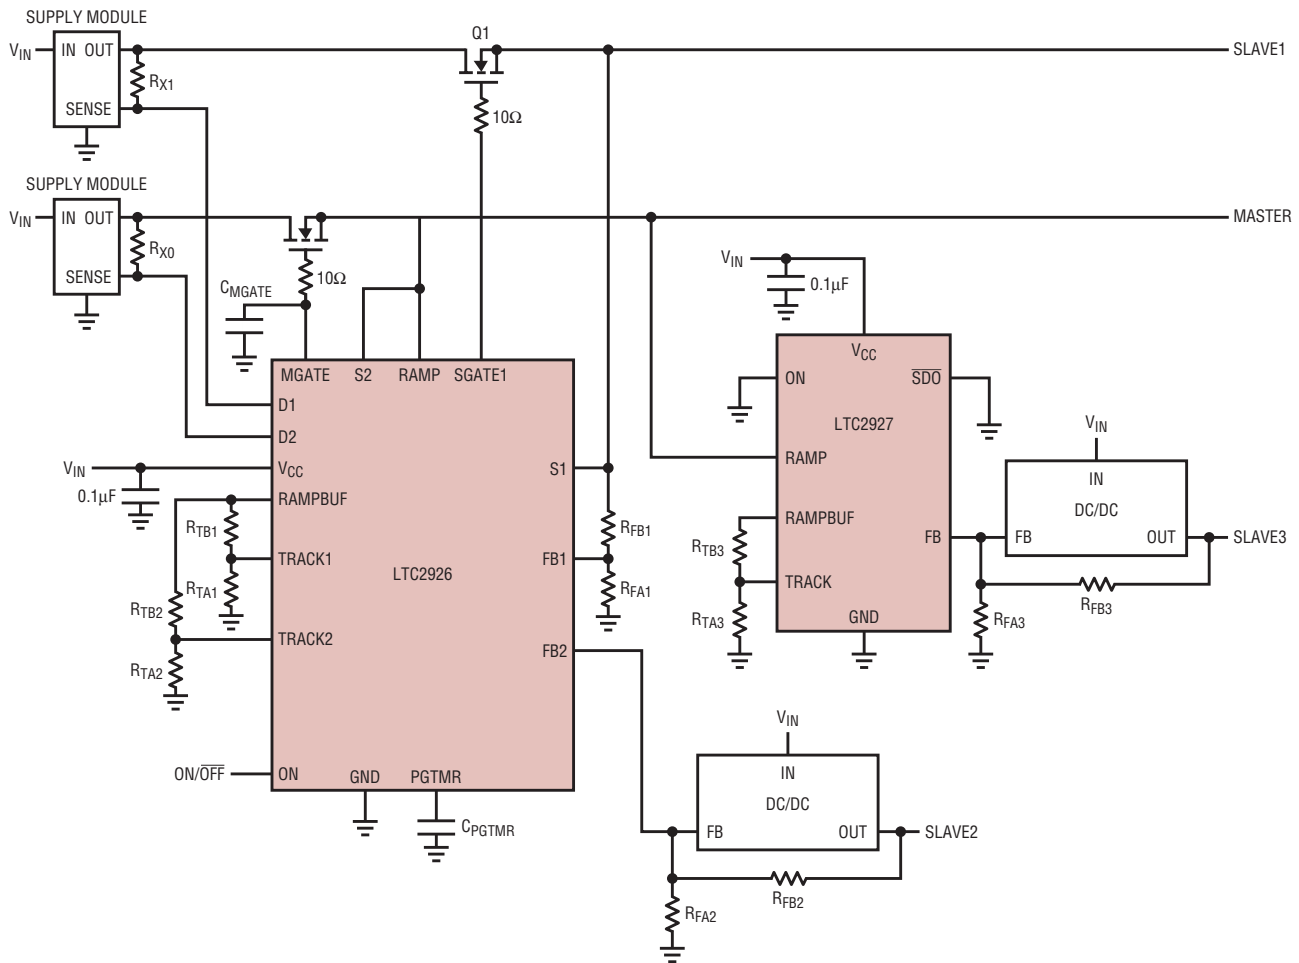 SUPPLY MODULE
VIN
IN OUT
SENSE
RX1
Q1
10Ω
SLAVE1
SUPPLY MODULE
VIN
IN OUT
SENSE
RX0
10Ω
CMGATE
MASTER
VIN
0.1µF
MGATE
S2
RAMP
SGATE1
D1
D2
VIN
VCC
0.1µF
RAMPBUF
RTB1
TRACK1
RTA1
RTB2
TRACK2
RTA2
LTC2926
S1
RFB1
FB1
RFA1
FB2
ON/OFF
ON
GND
PGTMR
CPGTMR
VCC
ON
SDO
LTC2927
RAMP
RAMPBUF
RTB3
TRACK
RTA3
FB
GND
VIN
IN
DC/DC
FB
OUT
SLAVE3
RFB3
RFA3
VIN
IN
DC/DC
FB
OUT
SLAVE2
RFB2
RFA2